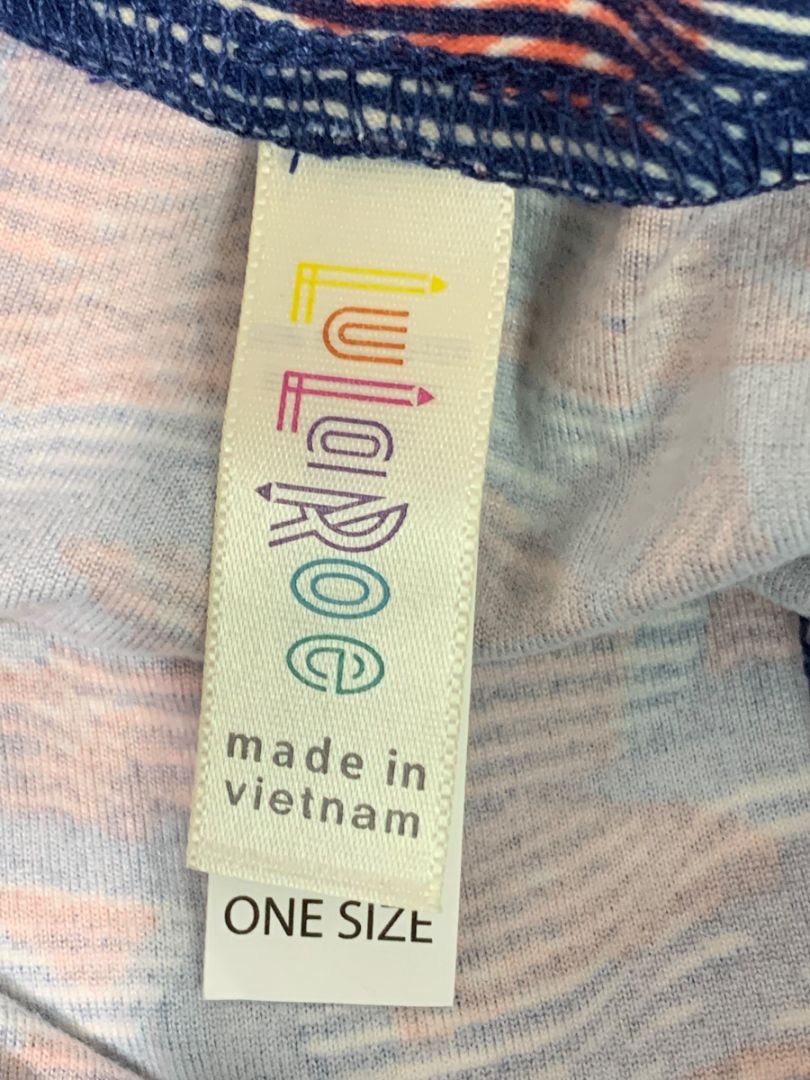 LuLaRoe
made in
vietnam
ONE SIZE